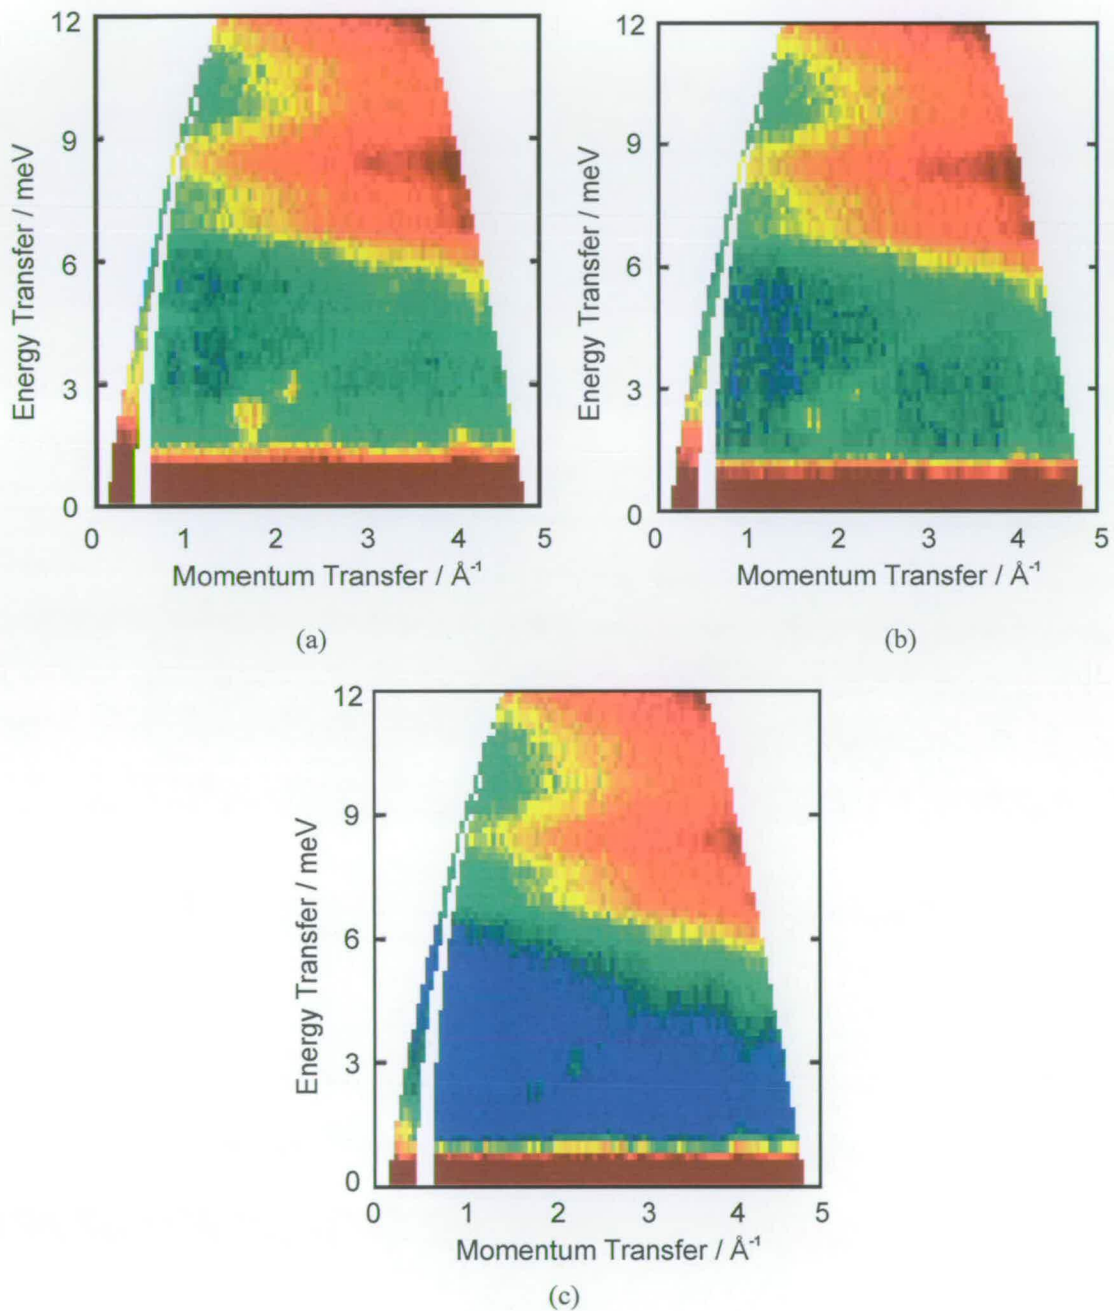 12
9
6
3
0
Energy Transfer / meV
0 1 2 3 4 5
Momentum Transfer / Å-1
(a)
12
9
6
3
0
Energy Transfer / meV
0 1 2 3 4 5
Momentum Transfer / Å-1
(b)
12
9
6
3
0
Energy Transfer / meV
0 1 2 3 4 5
Momentum Transfer / Å-1
(c)